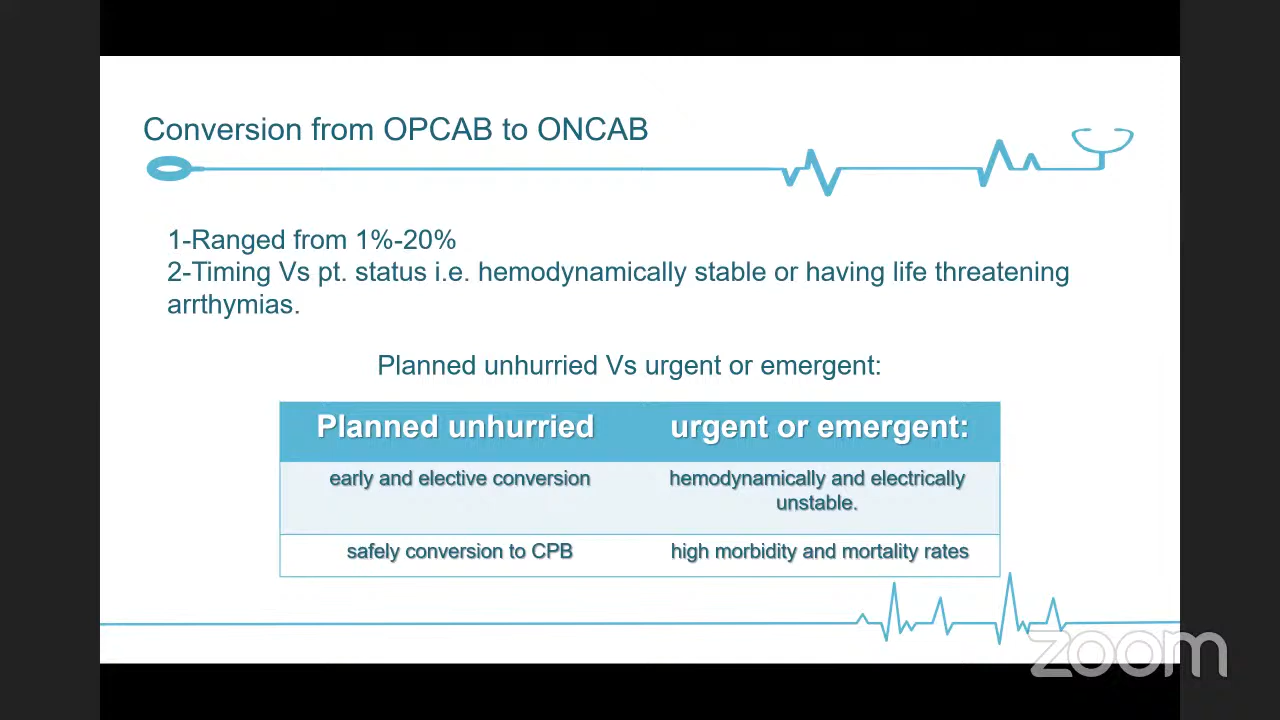 Conversion from OPCAB to ONCAB
1-Ranged from 1%-20%
2-Timing Vs pt. status i.e. hemodynamically stable or having life threatening
arrthymias.
Planned unhurried Vs urgent or emergent:
Planned unhurried
urgent or emergent:
early and elective conversion
hemodynamically and electrically
unstable.
safely conversion to CPB
high morbidity and mortality rates
zoom